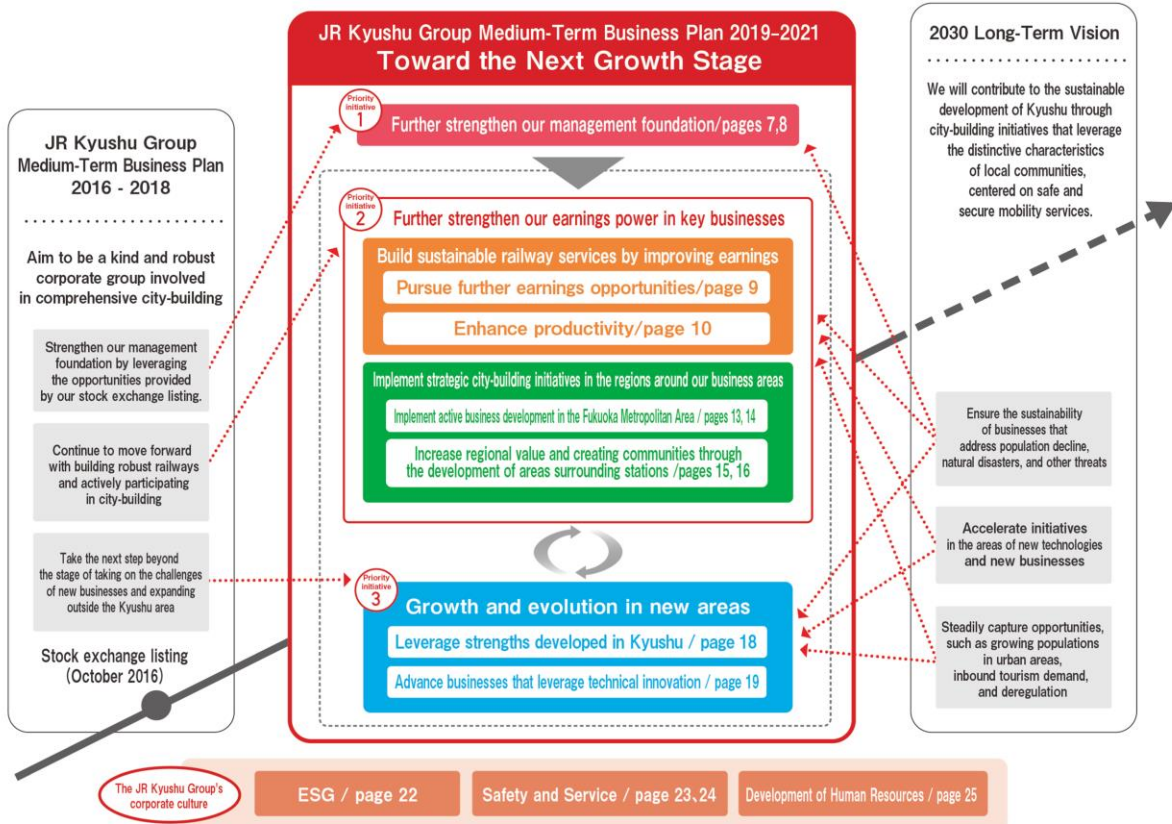 JR Kyushu Group
Medium-Term Business Plan
2016 - 2018
Aim to be a kind and robust
corporate group involved
in comprehensive city-building
Strengthen our management
foundation by leveraging
the opportunities provided
by our stock exchange listing.
Continue to move forward
with building robust railways
and actively participating
in city-building
Take the next step beyond
the stage of taking on the challenges
of new businesses and expanding
outside the Kyushu area
Stock exchange listing
(October 2016)
JR Kyushu Group Medium-Term Business Plan 2019-2021
Toward the Next Growth Stage
Priority
initiative
1
Further strengthen our management foundation/pages 7,8
Priority
initiative
2
Further strengthen our earnings power in key businesses
Build sustainable railway services by improving earnings
Pursue further earnings opportunities/page 9
Enhance productivity/page 10
Implement strategic city-building initiatives in the regions around our business areas
Implement active business development in the Fukuoka Metropolitan Area / pages 13, 14
Increase regional value and creating communities through
the development of areas surrounding stations /pages 15, 16
Priority
initiative
3
Growth and evolution in new areas
Leverage strengths developed in Kyushu / page 18
Advance businesses that leverage technical innovation / page 19
2030 Long-Term Vision
We will contribute to the sustainable
development of Kyushu through
city-building initiatives that leverage
the distinctive characteristics
of local communities,
centered on safe and
secure mobility services.
Ensure the sustainability
of businesses that
address population decline,
natural disasters, and other threats
Accelerate initiatives
in the areas of new technologies
and new businesses
Steadily capture opportunities,
such as growing populations
in urban areas,
inbound tourism demand,
and deregulation
The JR Kyushu Group's
corporate culture
ESG / page 22
Safety and Service / page 23、24
Development of Human Resources / page 25